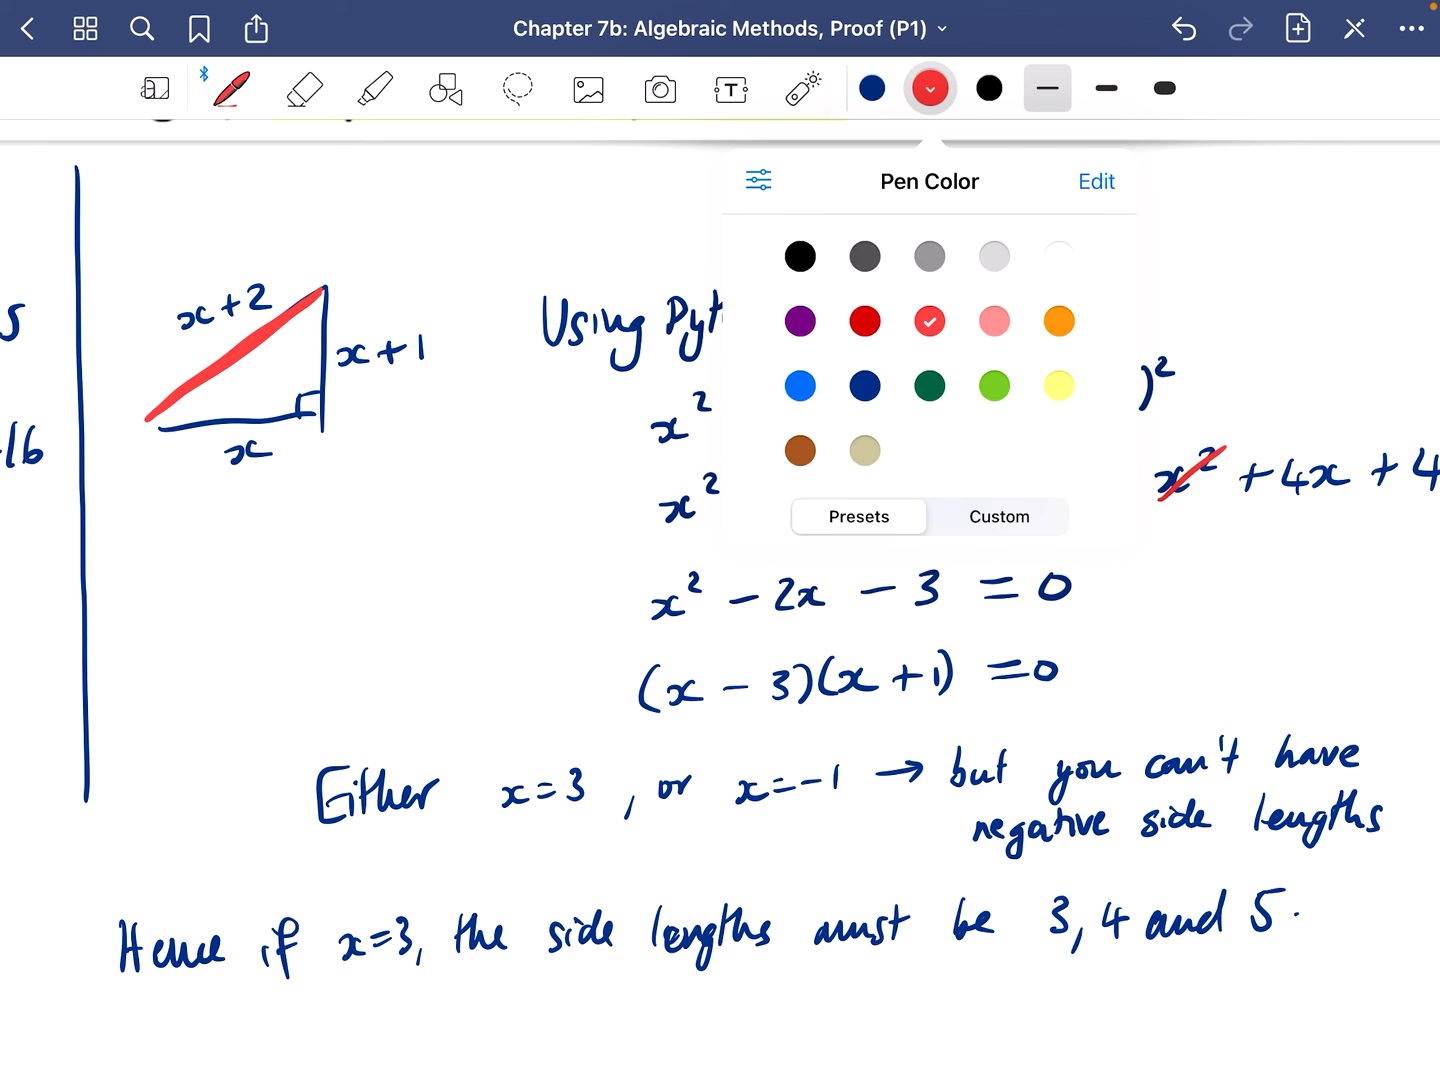 Chapter 7b: Algebraic Methods, Proof (P1)
T
Pen Color
Edit
Presets
Custom
s
16
x+2
x+1
x
Using Pyt
x²
)²
x²
x² + 4x + 4
x² - 2x - 3 = 0
(x - 3)(x + 1) = 0
Either x=3, or x=-1 → but you can't have
negative side lengths
Hence if x=3, the side lengths must be 3, 4 and 5.